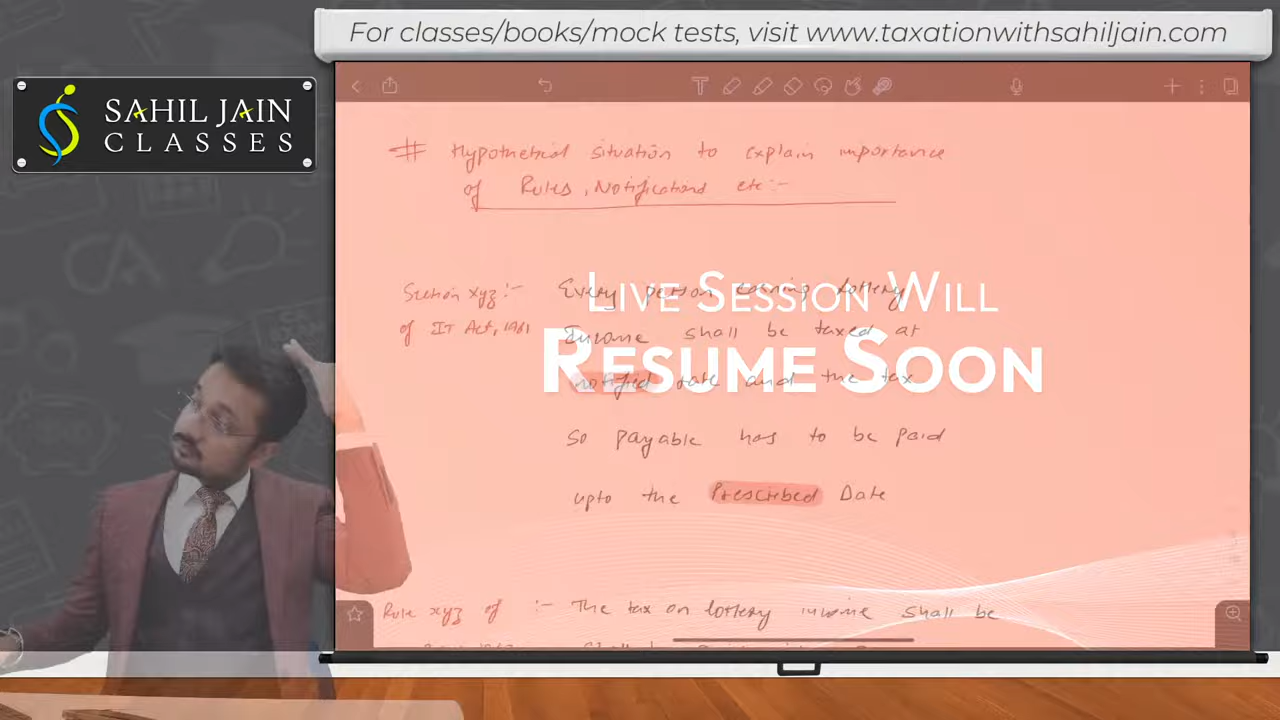 For classes/books/mock tests, visit www.taxationwithsahiljain.com
SAHIL JAIN
CLASSES
# Hypothetical situation to explain importance
of Rules, Notifications etc :-
Section xyz :- Every person earning lottery
of IT Act, 1961 Income shall be taxed at
notified rate and the tax
so payable has to be paid
upto the Prescribed Date
LIVE SESSION WILL
RESUME SOON
Rule xyz of :- The tax on lottery income shall be